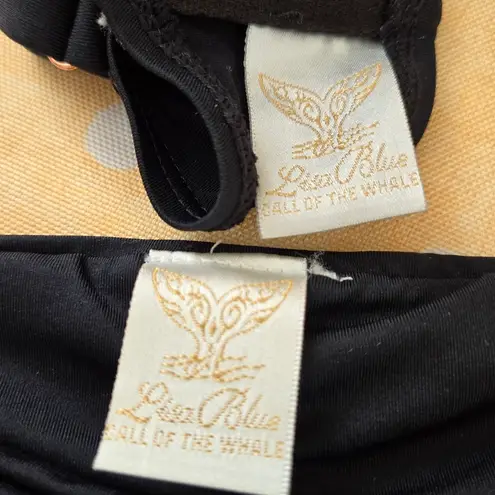 Lisa Blue
CALL OF THE WHALE
Lisa Blue
CALL OF THE WHALE